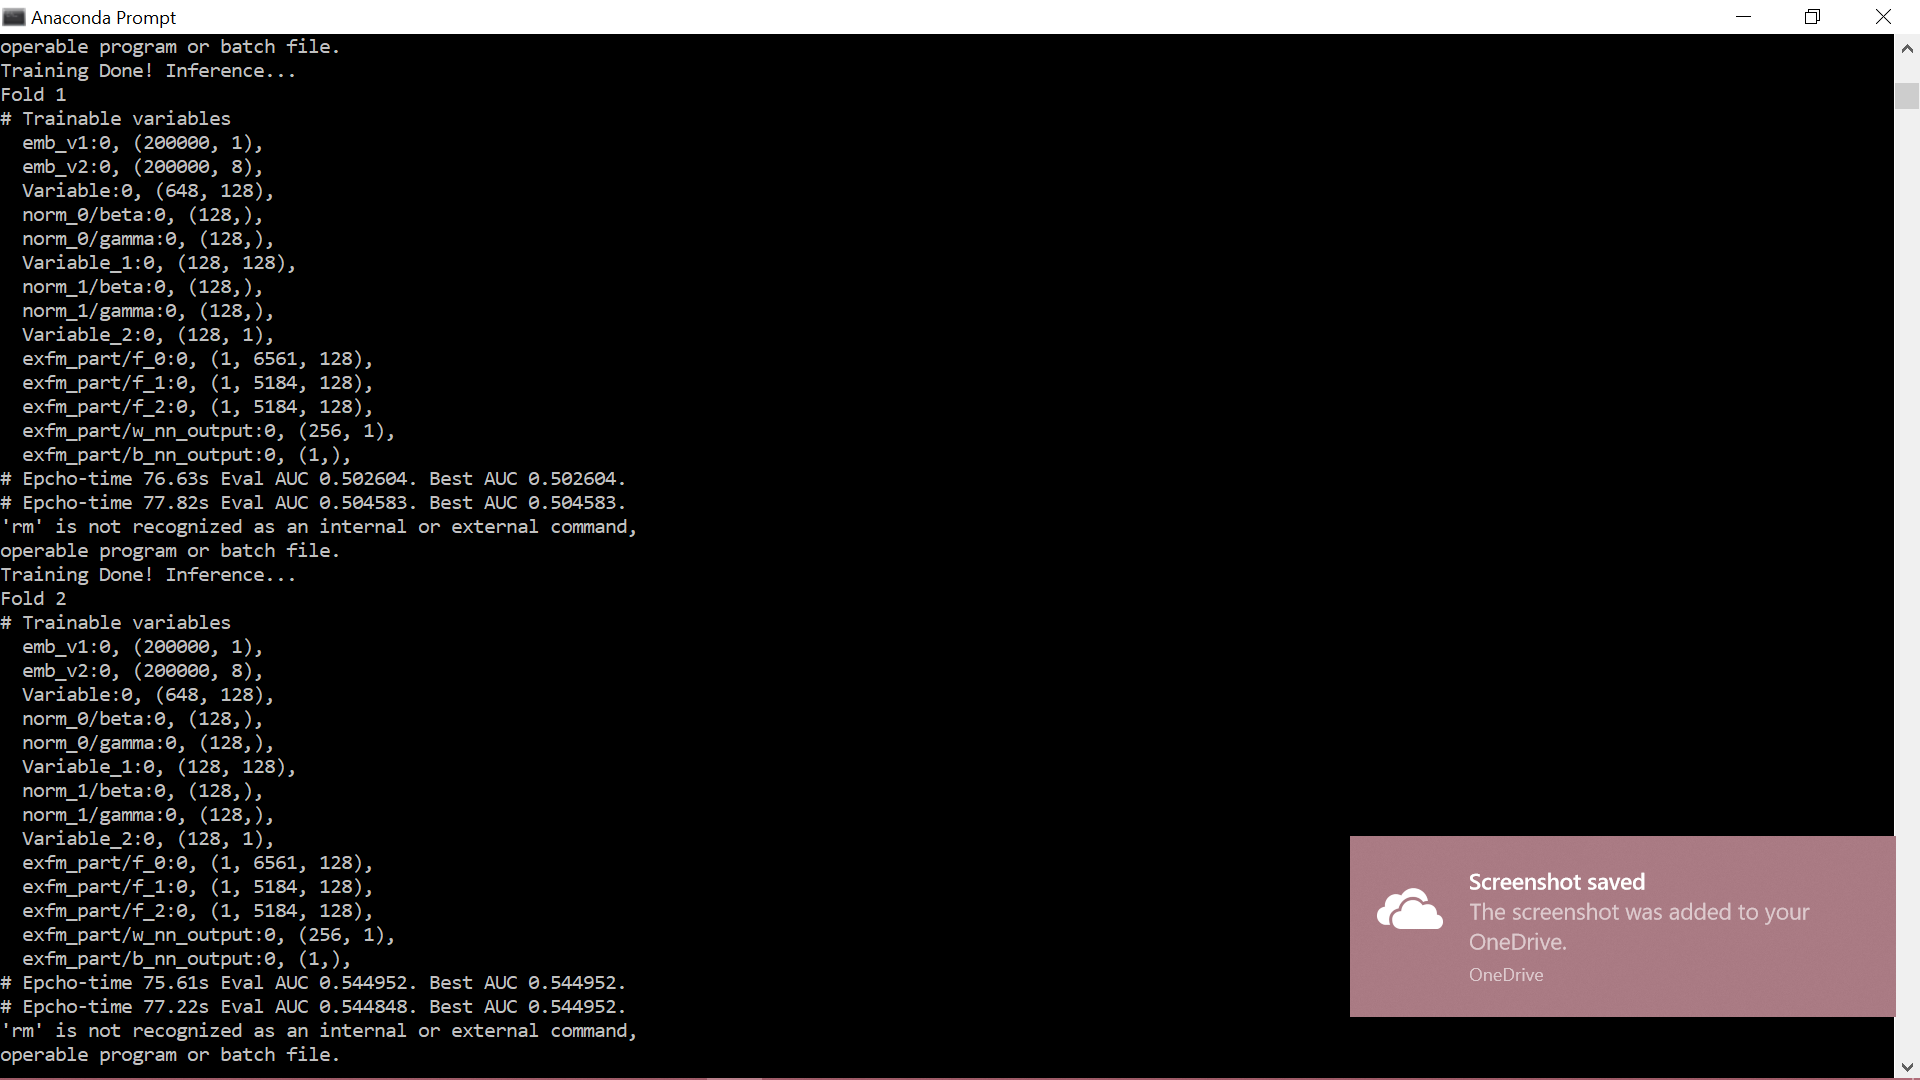 Anaconda Prompt
operable program or batch file.
Training Done! Inference...
Fold 1
# Trainable variables
  emb_v1:0, (200000, 1),
  emb_v2:0, (200000, 8),
  Variable:0, (648, 128),
  norm_0/beta:0, (128,),
  norm_0/gamma:0, (128,),
  Variable_1:0, (128, 128),
  norm_1/beta:0, (128,),
  norm_1/gamma:0, (128,),
  Variable_2:0, (128, 1),
  exfm_part/f_0:0, (1, 6561, 128),
  exfm_part/f_1:0, (1, 5184, 128),
  exfm_part/f_2:0, (1, 5184, 128),
  exfm_part/w_nn_output:0, (256, 1),
  exfm_part/b_nn_output:0, (1,),
# Epcho-time 76.63s Eval AUC 0.502604. Best AUC 0.502604.
# Epcho-time 77.82s Eval AUC 0.504583. Best AUC 0.504583.
'rm' is not recognized as an internal or external command,
operable program or batch file.
Training Done! Inference...
Fold 2
# Trainable variables
  emb_v1:0, (200000, 1),
  emb_v2:0, (200000, 8),
  Variable:0, (648, 128),
  norm_0/beta:0, (128,),
  norm_0/gamma:0, (128,),
  Variable_1:0, (128, 128),
  norm_1/beta:0, (128,),
  norm_1/gamma:0, (128,),
  Variable_2:0, (128, 1),
  exfm_part/f_0:0, (1, 6561, 128),
  exfm_part/f_1:0, (1, 5184, 128),
  exfm_part/f_2:0, (1, 5184, 128),
  exfm_part/w_nn_output:0, (256, 1),
  exfm_part/b_nn_output:0, (1,),
# Epcho-time 75.61s Eval AUC 0.544952. Best AUC 0.544952.
# Epcho-time 77.22s Eval AUC 0.544848. Best AUC 0.544952.
'rm' is not recognized as an internal or external command,
operable program or batch file.
Screenshot saved
The screenshot was added to your
OneDrive.
OneDrive